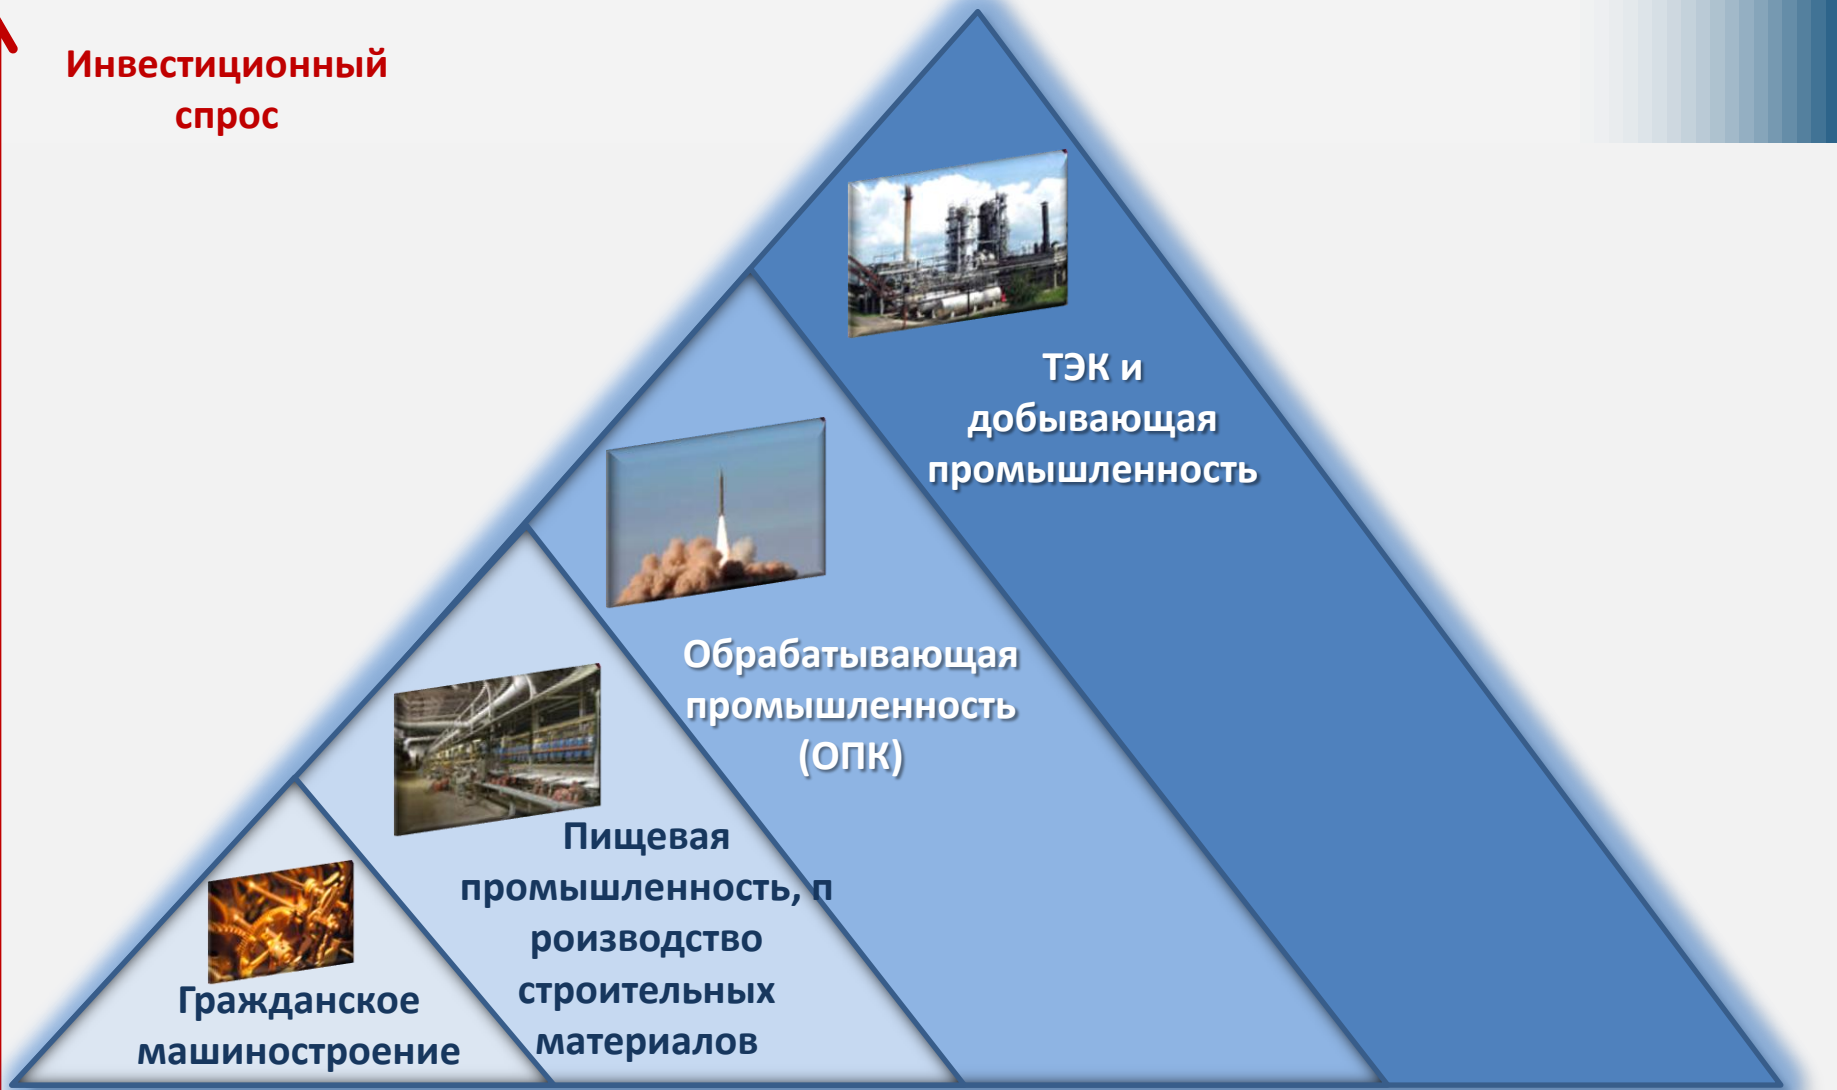 Инвестиционный
спрос
ТЭК и
добывающая
промышленность
Обрабатывающая
промышленность
(ОПК)
Пищевая
промышленность, п
роизводство
строительных
материалов
Гражданское
машиностроение